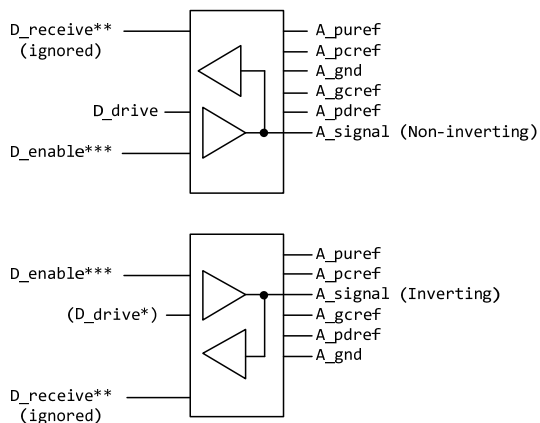 D_receive**
(ignored)
D_drive
D_enable***
A_puref
A_pcref
A_gnd
A_gcref
A_pdref
A_signal (Non-inverting)
D_enable***
(D_drive*)
D_receive**
(ignored)
A_puref
A_pcref
A_signal (Inverting)
A_gcref
A_pdref
A_gnd